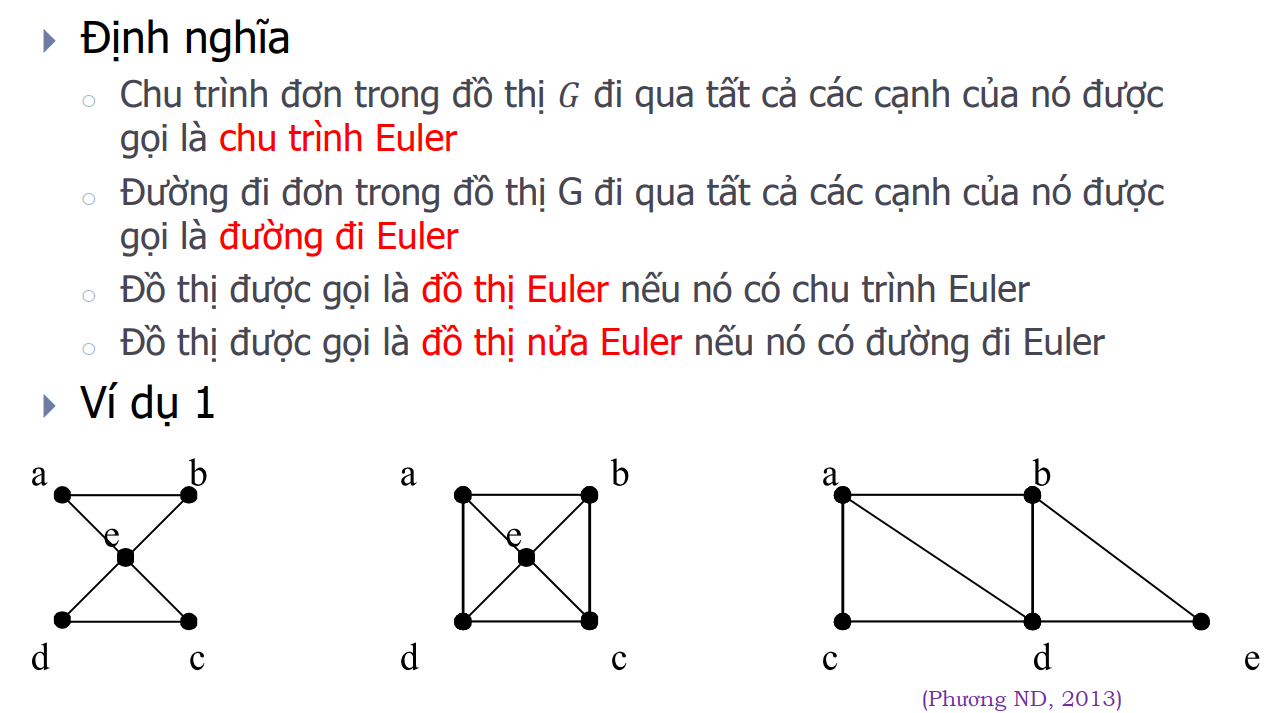 Định nghĩa
Chu trình đơn trong đồ thị 𝐺 đi qua tất cả các cạnh của nó được
gọi là chu trình Euler
Đường đi đơn trong đồ thị G đi qua tất cả các cạnh của nó được
gọi là đường đi Euler
Đồ thị được gọi là đồ thị Euler nếu nó có chu trình Euler
Đồ thị được gọi là đồ thị nửa Euler nếu nó có đường đi Euler
Ví dụ 1
a b a b a b
e e
d c d c c d e
(Phương ND, 2013)